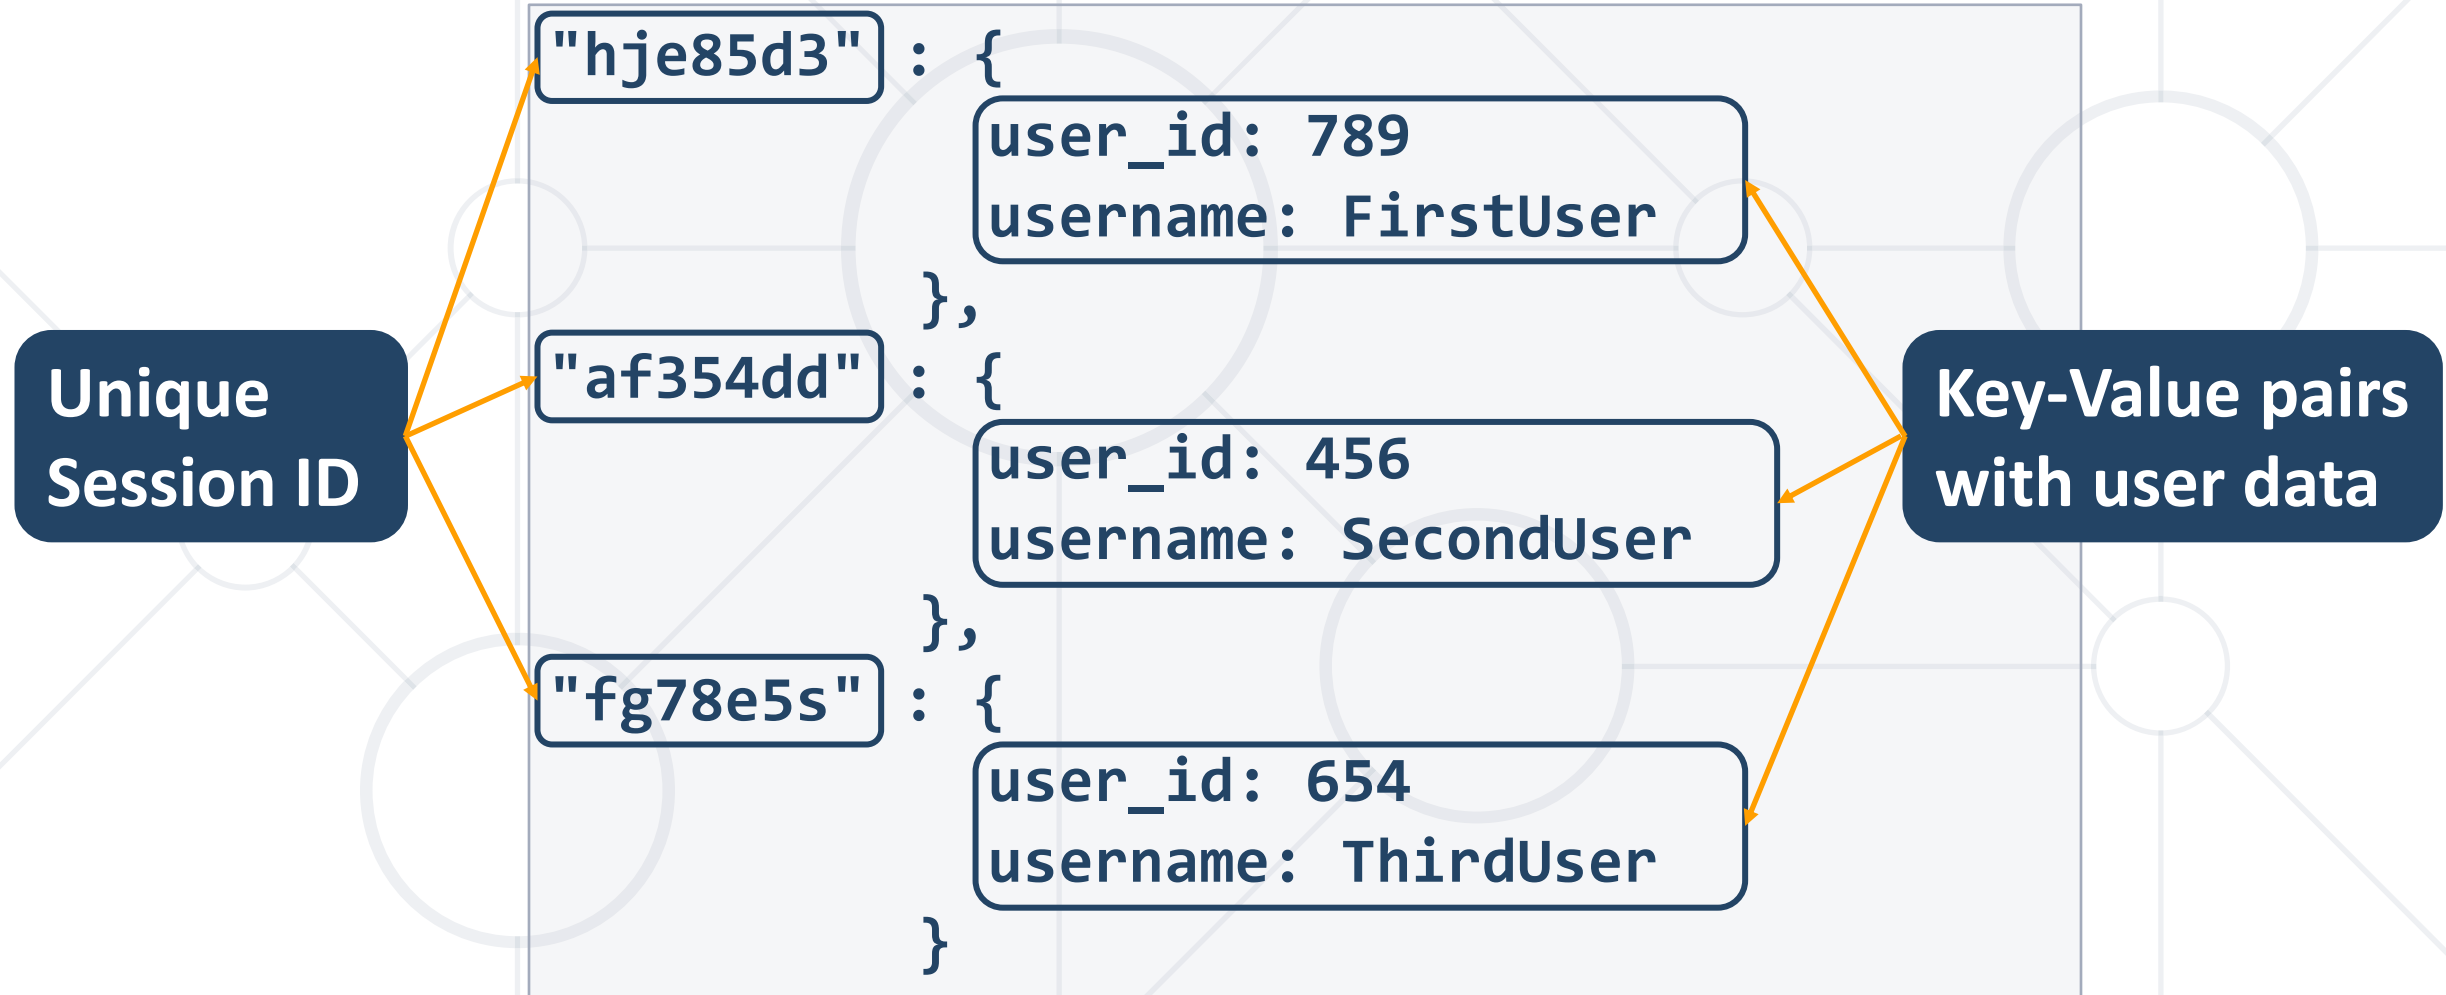 "hje85d3" : {
user_id: 789
username: FirstUser
},
Unique
Session ID
"af354dd" : {
Key-Value pairs
with user data
user_id: 456
username: SecondUser
},
"fg78e5s" : {
user_id: 654
username: ThirdUser
}